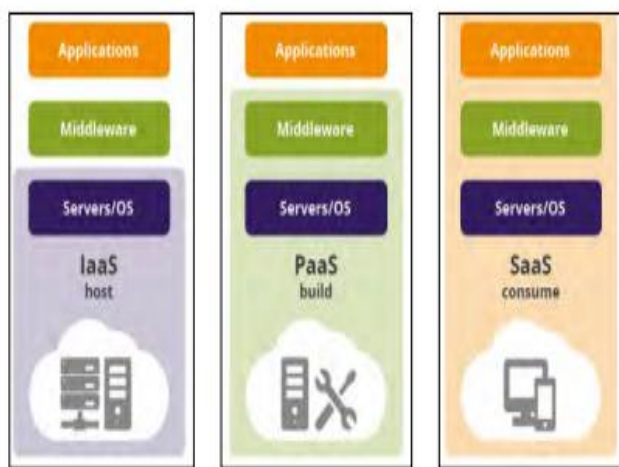 Applications
Middleware
Servers/OS
IaaS
host
Applications
Middleware
Servers/OS
PaaS
build
Applications
Middleware
Servers/OS
SaaS
consume